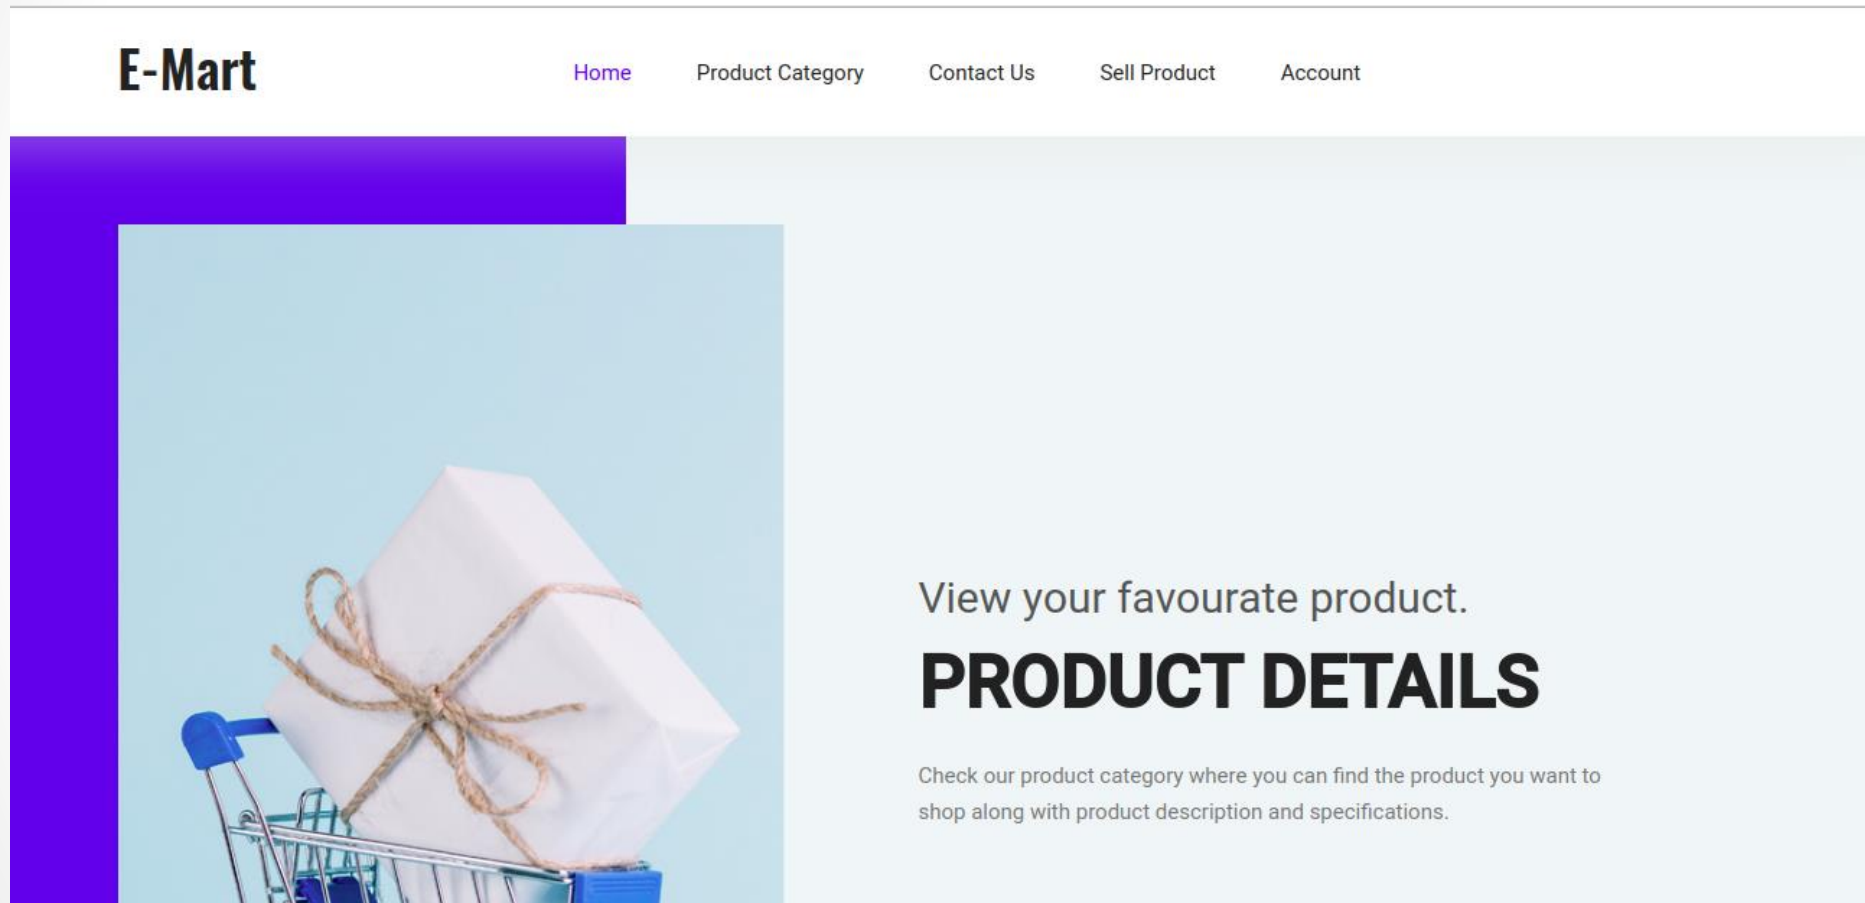 E-Mart
Home Product Category Contact Us Sell Product Account
View your favourate product.
PRODUCT DETAILS
Check our product category where you can find the product you want to
shop along with product description and specifications.